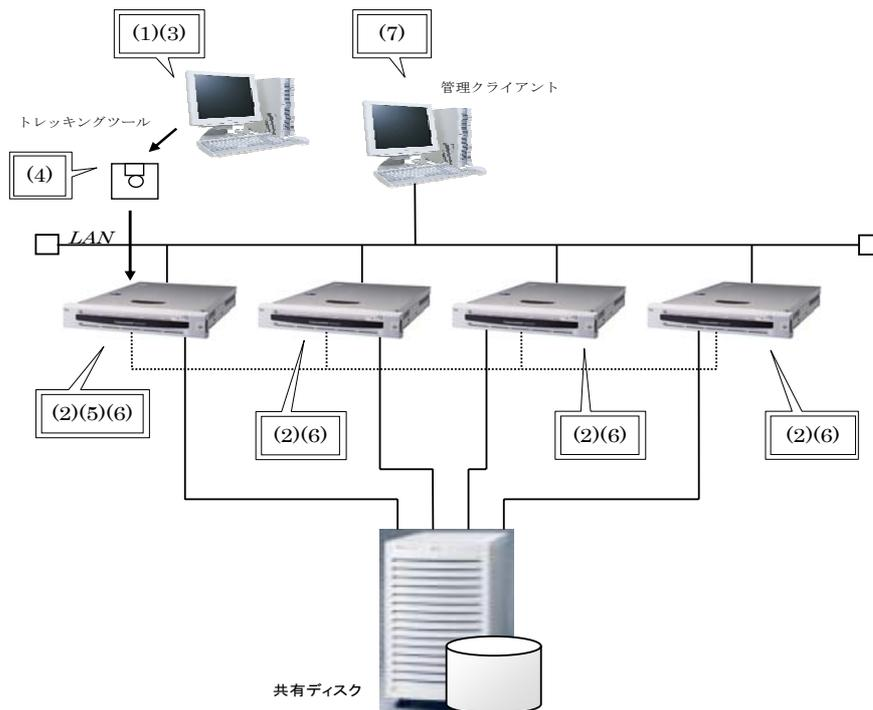 (1)(3)
(7)
管理クライアント
トレッキングツール
(4)
LAN
(2)(5)(6)
(2)(6)
(2)(6)
(2)(6)
共有ディスク